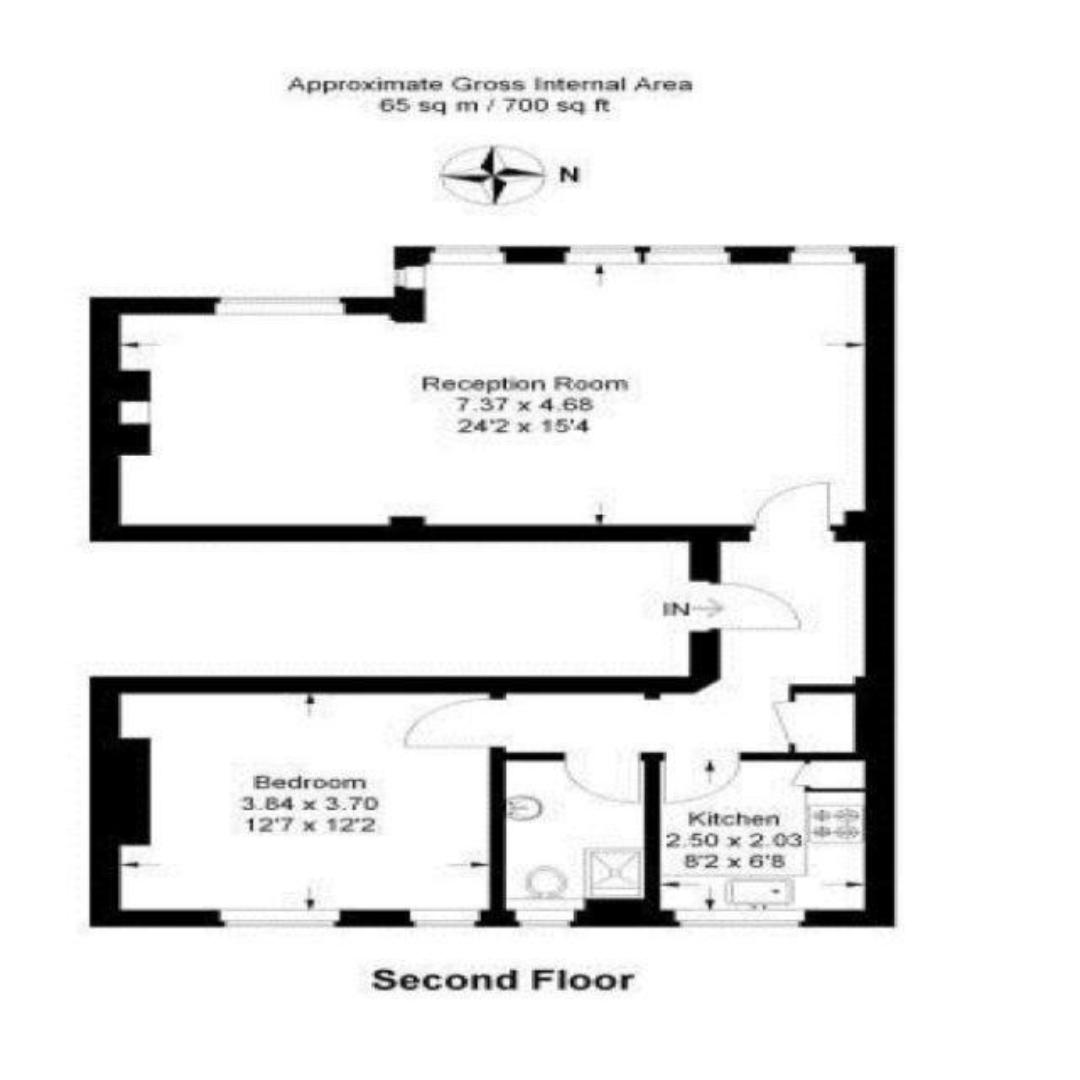 Approximate Gross Internal Area
65 sq m / 700 sq ft
N
Reception Room
7.37 x 4.68
24'2 x 15'4
IN
Bedroom
3.84 x 3.70
12'7 x 12'2
Kitchen
2.50 x 2.03
8'2 x 6'8
Second Floor